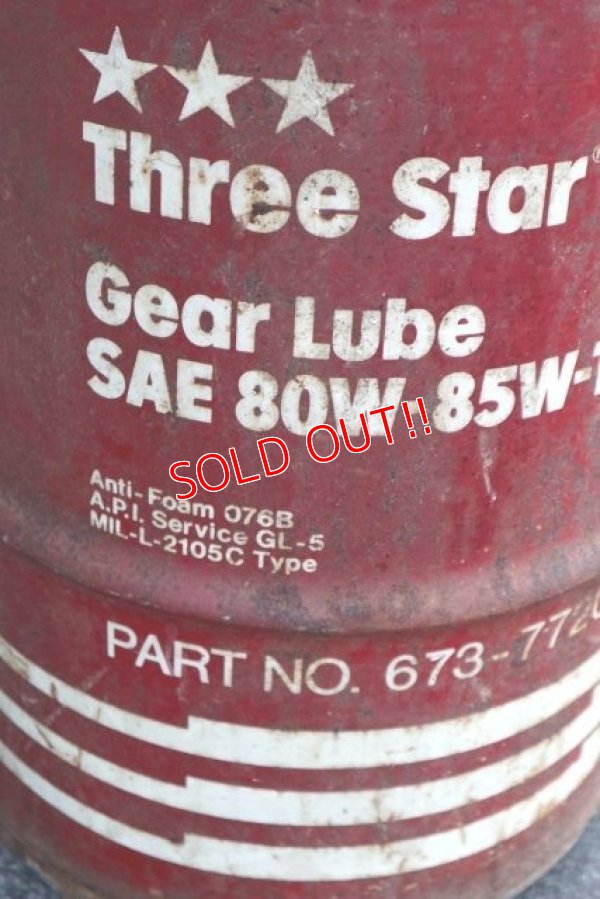 Three Star
Gear Lube
SAE 80W-85W-
SOLD OUT!!
Anti-Foam 076B
A.P.I. Service GL-5
MIL-L-2105C Type
PART NO. 673-772